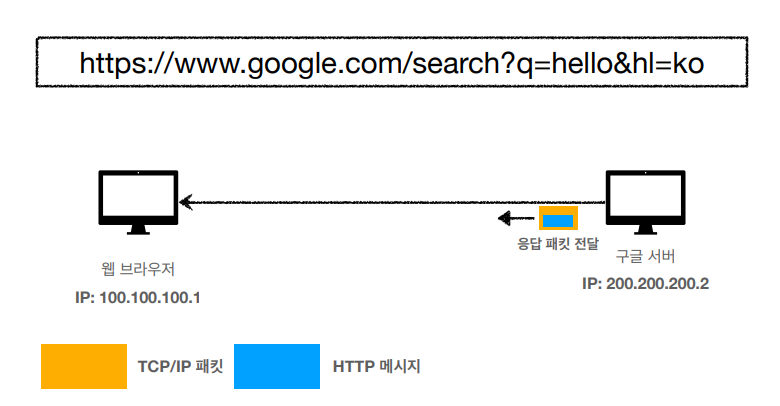 https://www.google.com/search?q=hello&hl=ko
응답 패킷 전달
웹 브라우저
구글 서버
IP: 100.100.100.1
IP: 200.200.200.2
TCP/IP 패킷
HTTP 메시지